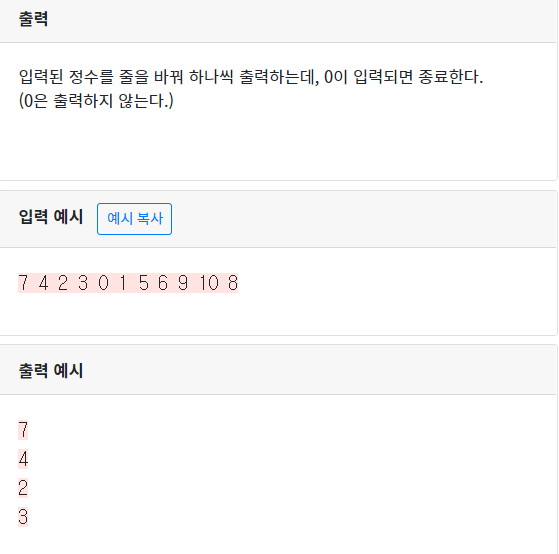 출력
입력된 정수를 줄을 바꿔 하나씩 출력하는데, 0이 입력되면 종료한다.
(0은 출력하지 않는다.)
입력 예시 예시 복사
7 4 2 3 0 1 5 6 9 10 8
출력 예시
7
4
2
3